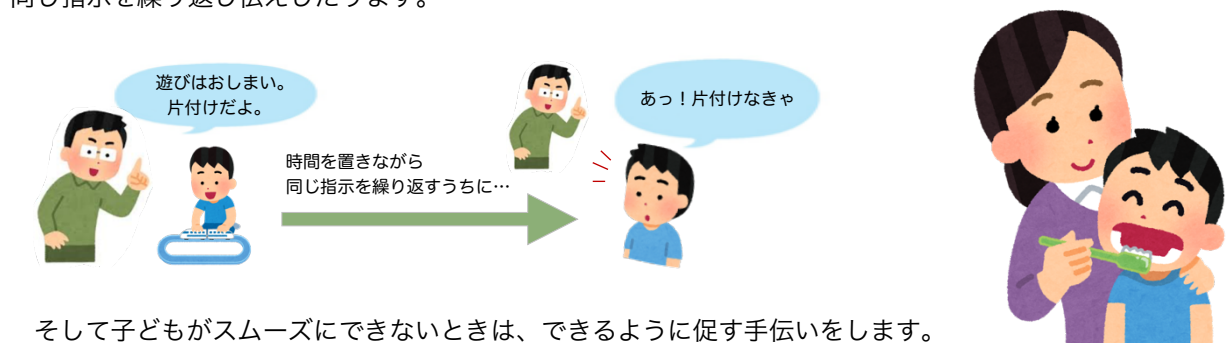 同じ指示を繰り返し伝えしたりします。
遊びはおしまい。
片付けだよ。
時間を置きながら
同じ指示を繰り返すうちに…
あっ！片付けなきゃ
そして子どもがスムーズにできないときは、できるように促す手伝いをします。